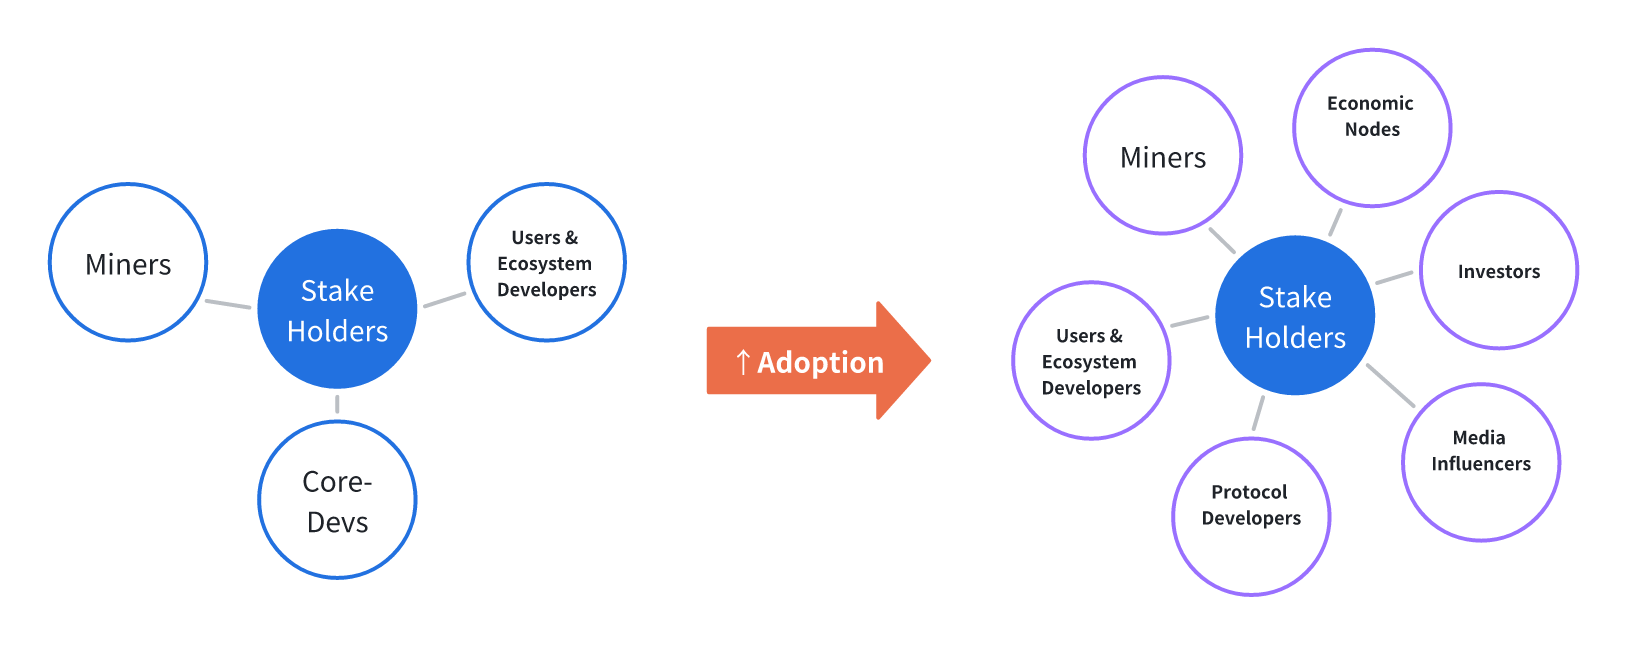 Miners
Stake
Holders
Users &
Ecosystem
Developers
Core-
Devs
↑ Adoption
Miners
Economic
Nodes
Investors
Stake
Holders
Users &
Ecosystem
Developers
Media
Influencers
Protocol
Developers